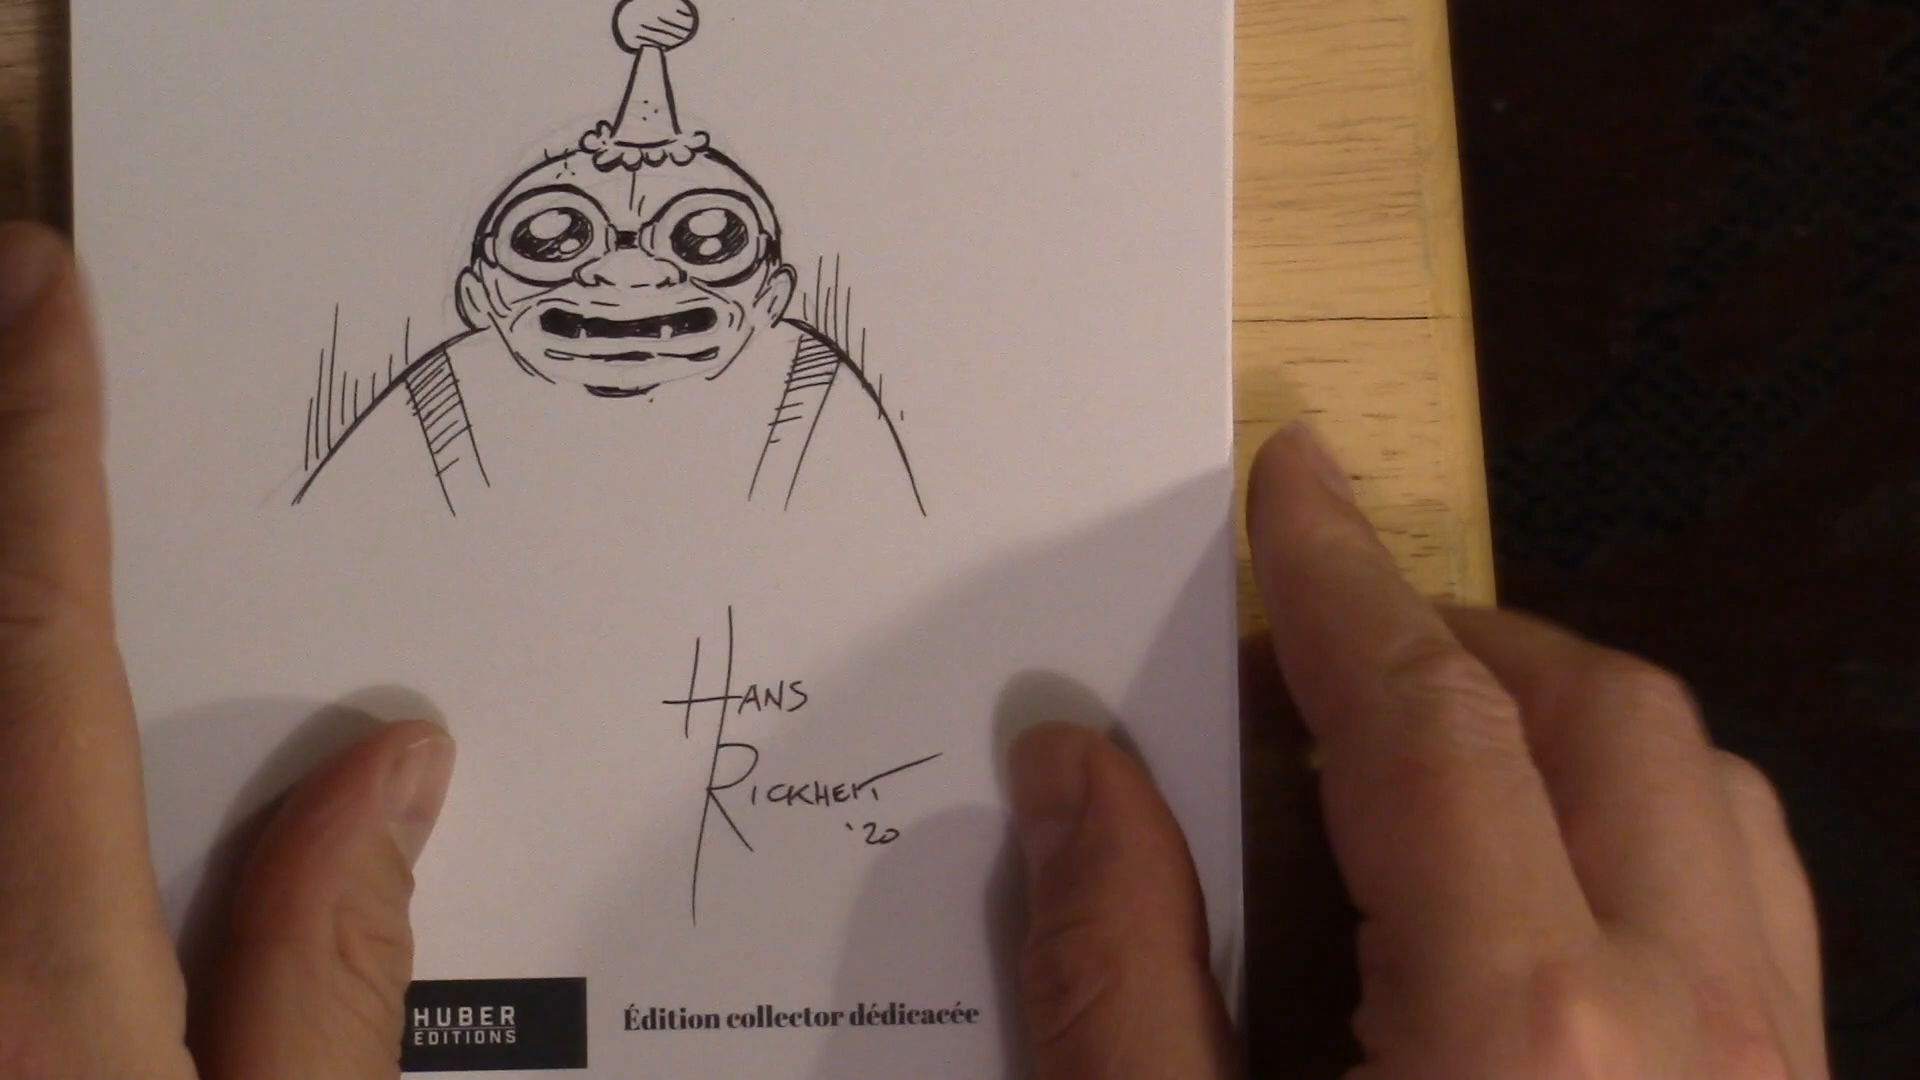 HANS
RICKHEIT
'20
HUBER
EDITIONS
Édition collector dédicacée